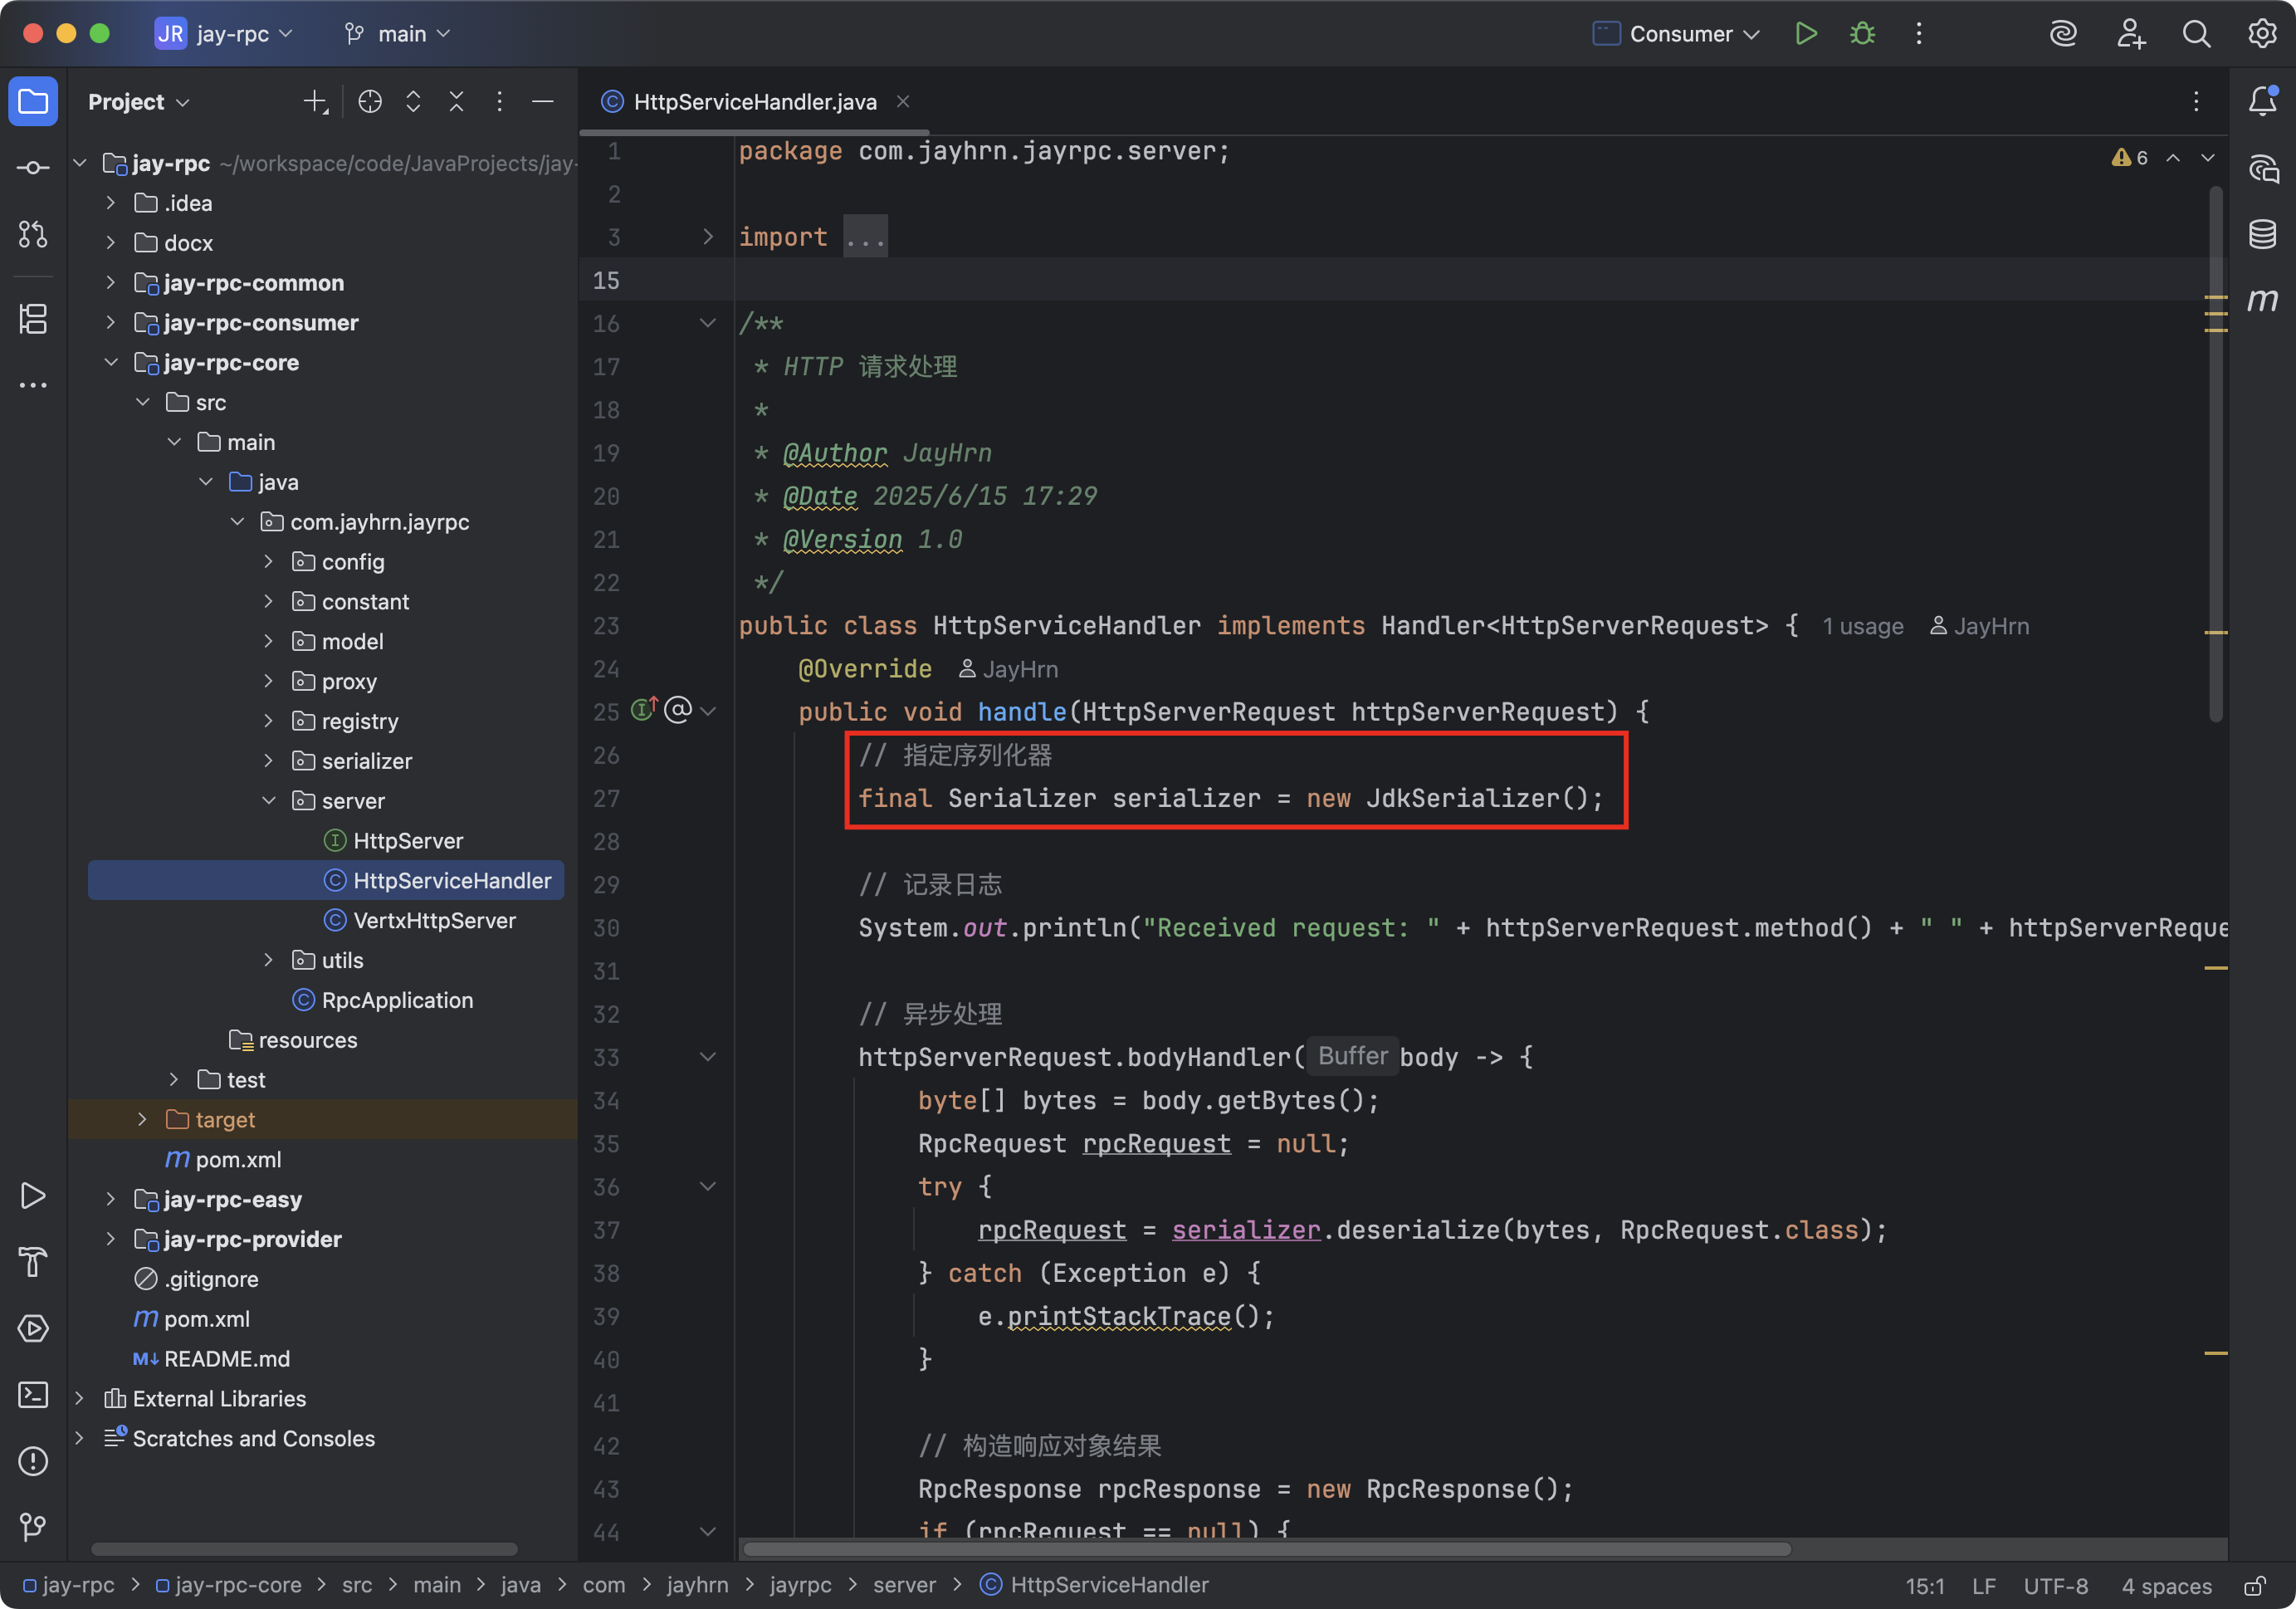 JR jay-rpc main Consumer
Project
jay-rpc ~/workspace/code/JavaProjects/jay-
.idea
docx
jay-rpc-common
jay-rpc-consumer
jay-rpc-core
src
main
java
com.jayhrn.jayrpc
config
constant
model
proxy
registry
serializer
server
HttpServer
HttpServiceHandler
VertxHttpServer
utils
RpcApplication
resources
test
target
pom.xml
jay-rpc-easy
jay-rpc-provider
.gitignore
pom.xml
README.md
External Libraries
Scratches and Consoles
HttpServiceHandler.java
6
1 package com.jayhrn.jayrpc.server;
2
3 import ...
15
16 /**
17 * HTTP 请求处理
18 *
19 * @Author JayHrn
20 * @Date 2025/6/15 17:29
21 * @Version 1.0
22 */
23 public class HttpServiceHandler implements Handler<HttpServerRequest> { 1 usage JayHrn
24 @Override JayHrn
25 public void handle(HttpServerRequest httpServerRequest) {
26 // 指定序列化器
27 final Serializer serializer = new JdkSerializer();
28
29 // 记录日志
30 System.out.println("Received request: " + httpServerRequest.method() + " " + httpServerReque
31
32 // 异步处理
33 httpServerRequest.bodyHandler( Buffer body -> {
34 byte[] bytes = body.getBytes();
35 RpcRequest rpcRequest = null;
36 try {
37 rpcRequest = serializer.deserialize(bytes, RpcRequest.class);
38 } catch (Exception e) {
39 e.printStackTrace();
40 }
41
42 // 构造响应对象结果
43 RpcResponse rpcResponse = new RpcResponse();
44 if (rpcRequest == null) {
jay-rpc > jay-rpc-core > src > main > java > com > jayhrn > jayrpc > server > HttpServiceHandler
15:1 LF UTF-8 4 spaces